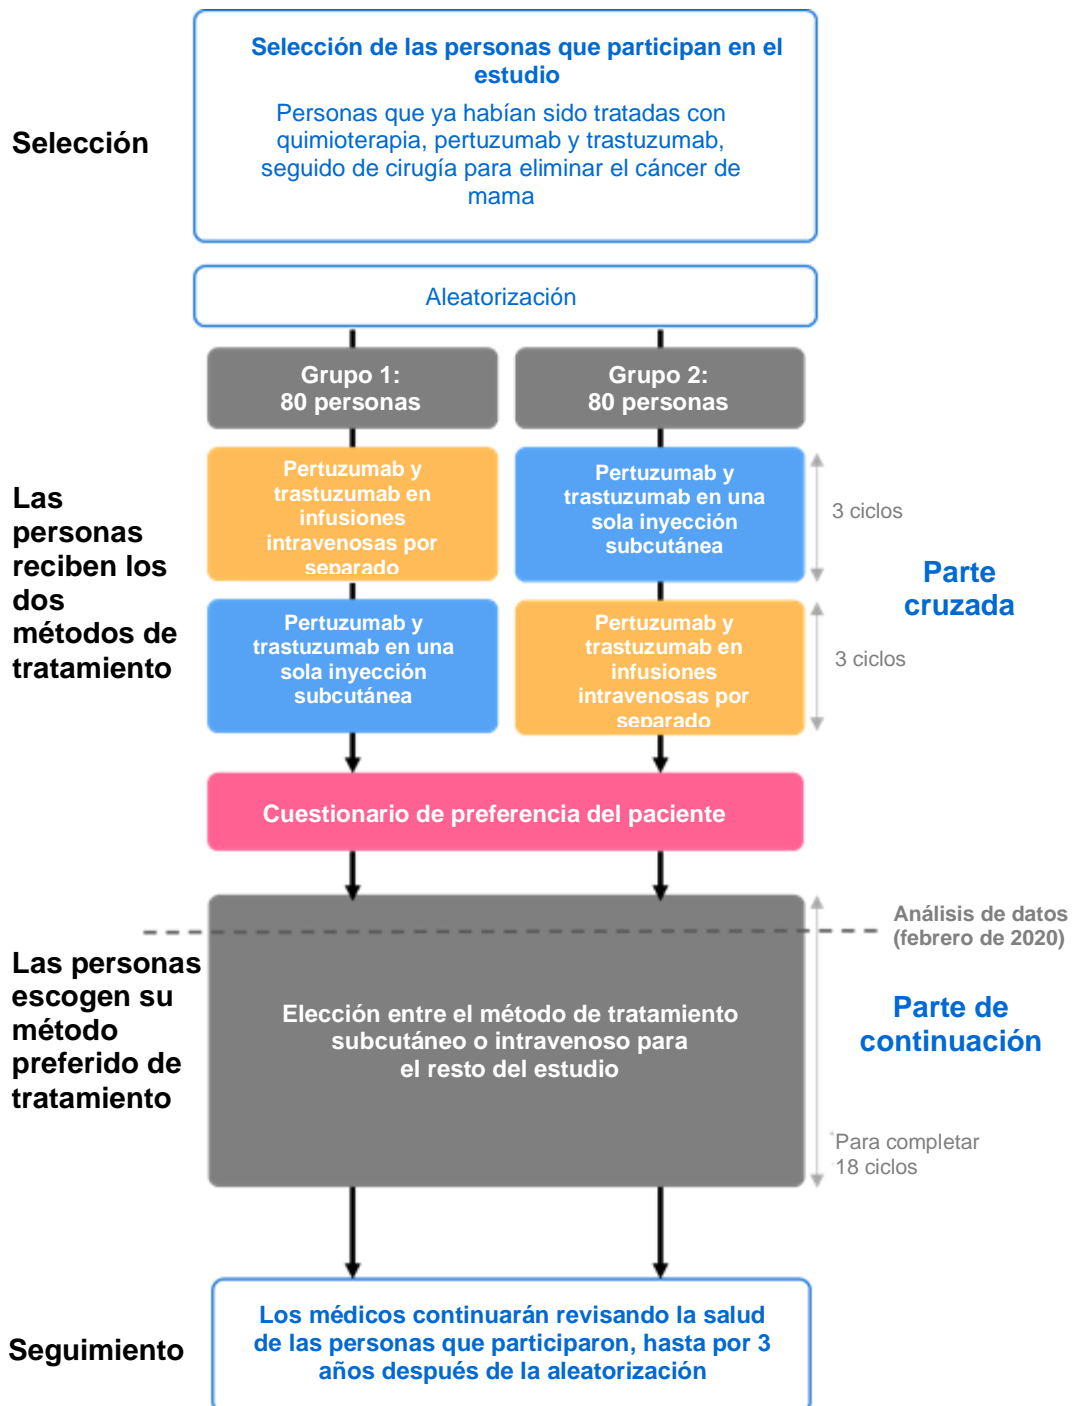 Selección de las personas que participan en el
estudio
Personas que ya habían sido tratadas con
quimioterapia, pertuzumab y trastuzumab,
seguido de cirugía para eliminar el cáncer de
mama
Selección
Aleatorización
Grupo 1:
80 personas
Grupo 2:
80 personas
Las
personas
reciben los
dos
métodos de
tratamiento
Pertuzumab y
trastuzumab en
infusiones
intravenosas por
separado
Pertuzumab y
trastuzumab en una
sola inyección
subcutánea
3 ciclos
Parte
cruzada
Pertuzumab y
trastuzumab en una
sola inyección
subcutánea
Pertuzumab y
trastuzumab en
infusiones
intravenosas por
separado
3 ciclos
Cuestionario de preferencia del paciente
Análisis de datos
(febrero de 2020)
Las personas
escogen su
método
preferido de
tratamiento
Elección entre el método de tratamiento
subcutáneo o intravenoso para
el resto del estudio
Parte de
continuación
Para completar
18 ciclos
Seguimiento
Los médicos continuarán revisando la salud
de las personas que participaron, hasta por 3
años después de la aleatorización